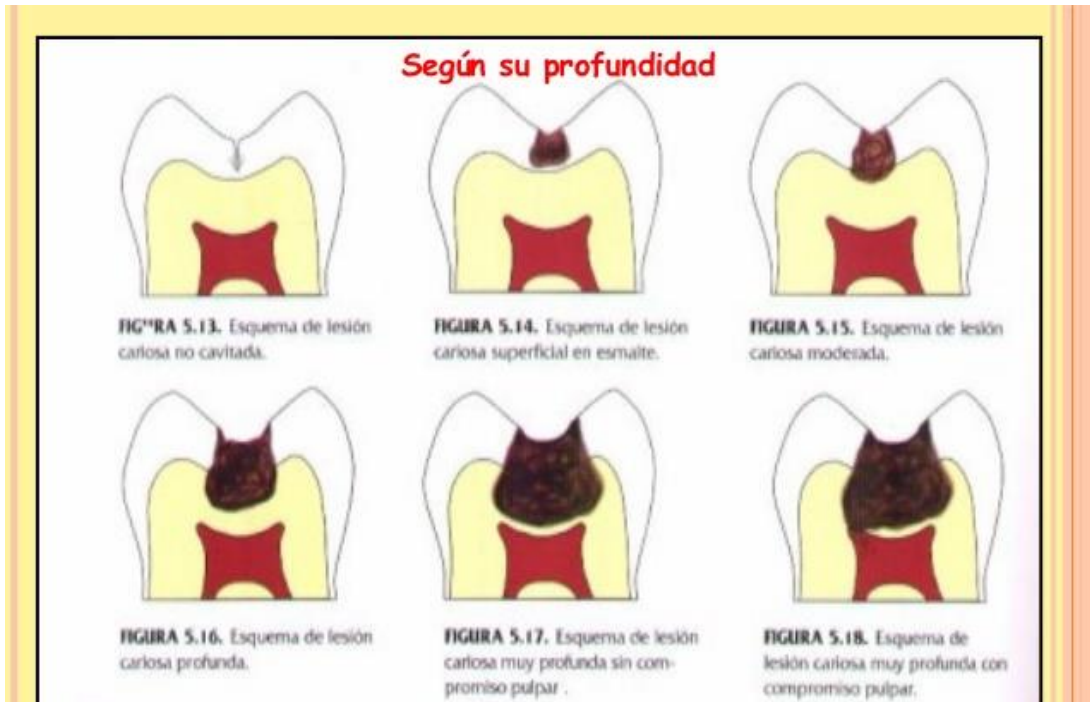 Según su profundidad
FIG RA 5.13. Esquema de lesión
cariosa no cavitada.
FIGURA 5.14. Esquema de lesión
cariosa superficial en esmalte.
FIGURA 5.15. Esquema de lesión
cariosa moderada.
FIGURA 5.16. Esquema de lesión
cariosa profunda.
FIGURA 5.17. Esquema de lesión
cariosa muy profunda sin com-
promiso pulpar .
FIGURA 5.18. Esquema de
lesión cariosa muy profunda con
compromiso pulpar.